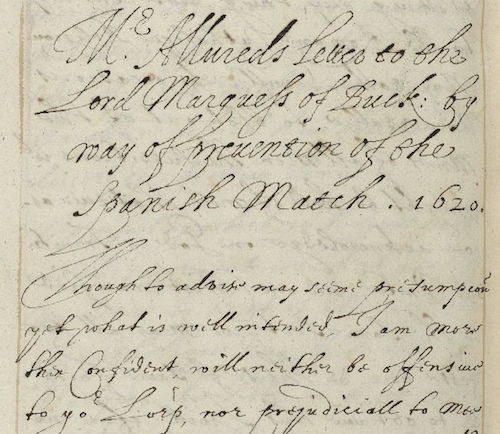 Mr. Allureds Letter to the
Lord Marquess of Buck: by
way of prevention of the
Spanish Match. 1620.
Though to advise may seeme presumpcon
yet what is well intended, I am more
then Confident will neither be offensive
to yor Lorp, nor prejudiciall to mee